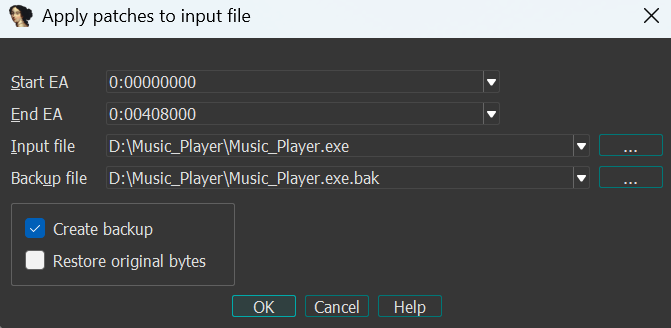 Apply patches to input file
Start EA 0:00000000
End EA 0:00408000
Input file D:\Music_Player\Music_Player.exe ...
Backup file D:\Music_Player\Music_Player.exe.bak ...
Create backup
Restore original bytes
OK Cancel Help